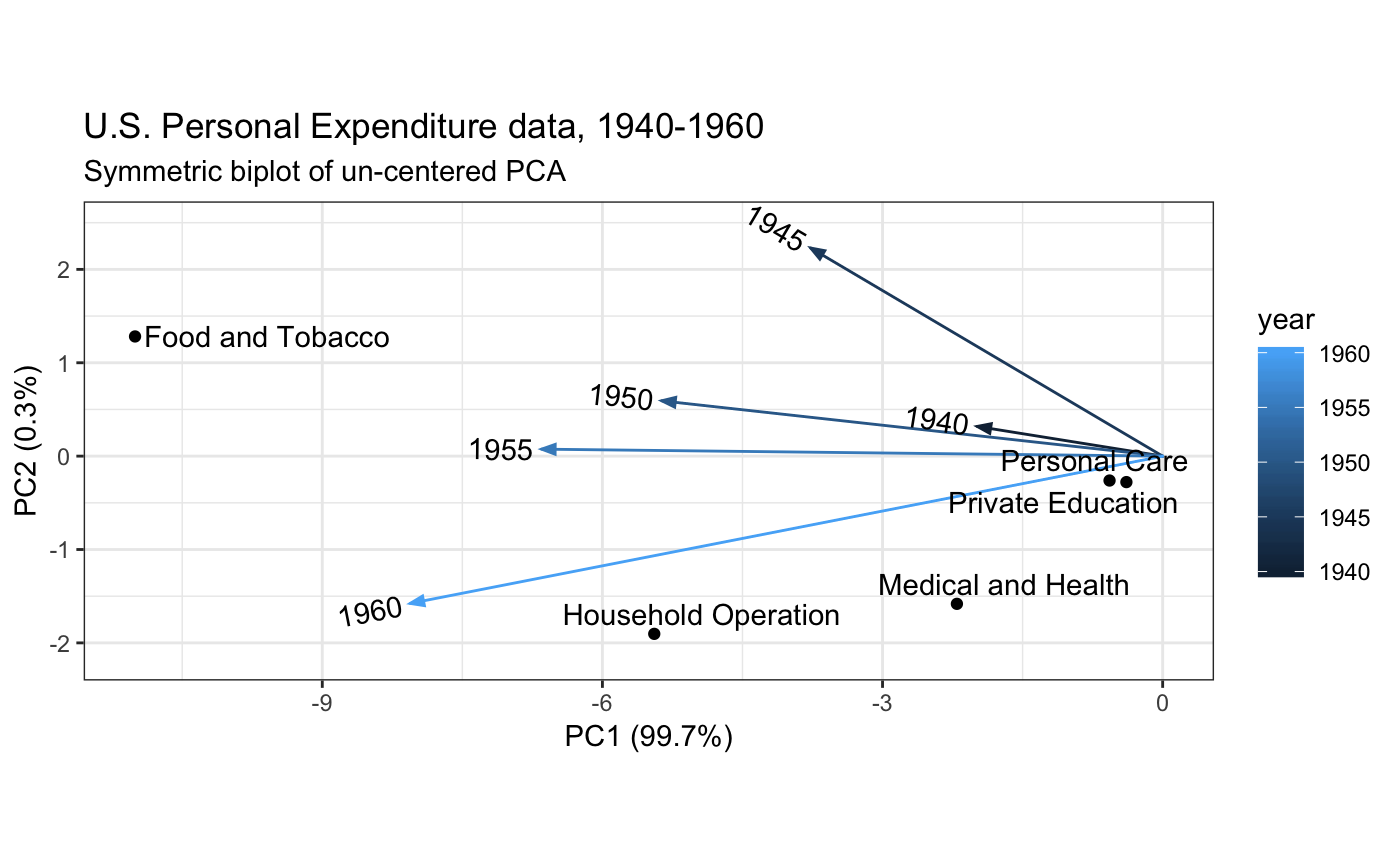 U.S. Personal Expenditure data, 1940-1960
Symmetric biplot of un-centered PCA
1945
Food and Tobacco
1950
1940
1955
Personal Care
Private Education
Medical and Health
1960
Household Operation
2
1
0
-1
-2
PC2 (0.3%)
-9
-6
-3
0
PC1 (99.7%)
year
1960
1955
1950
1945
1940